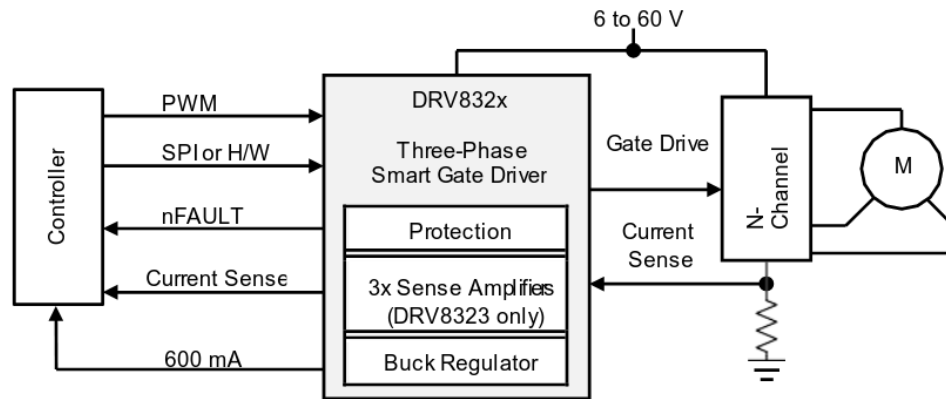 6 to 60 V
DRV832x
PWM
SPI or H/W
Three-Phase
Smart Gate Driver
Gate Drive
M
Controller
N-
Channel
nFAULT
Protection
Current
Sense
Current Sense
3x Sense Amplifiers
(DRV8323 only)
600 mA
Buck Regulator